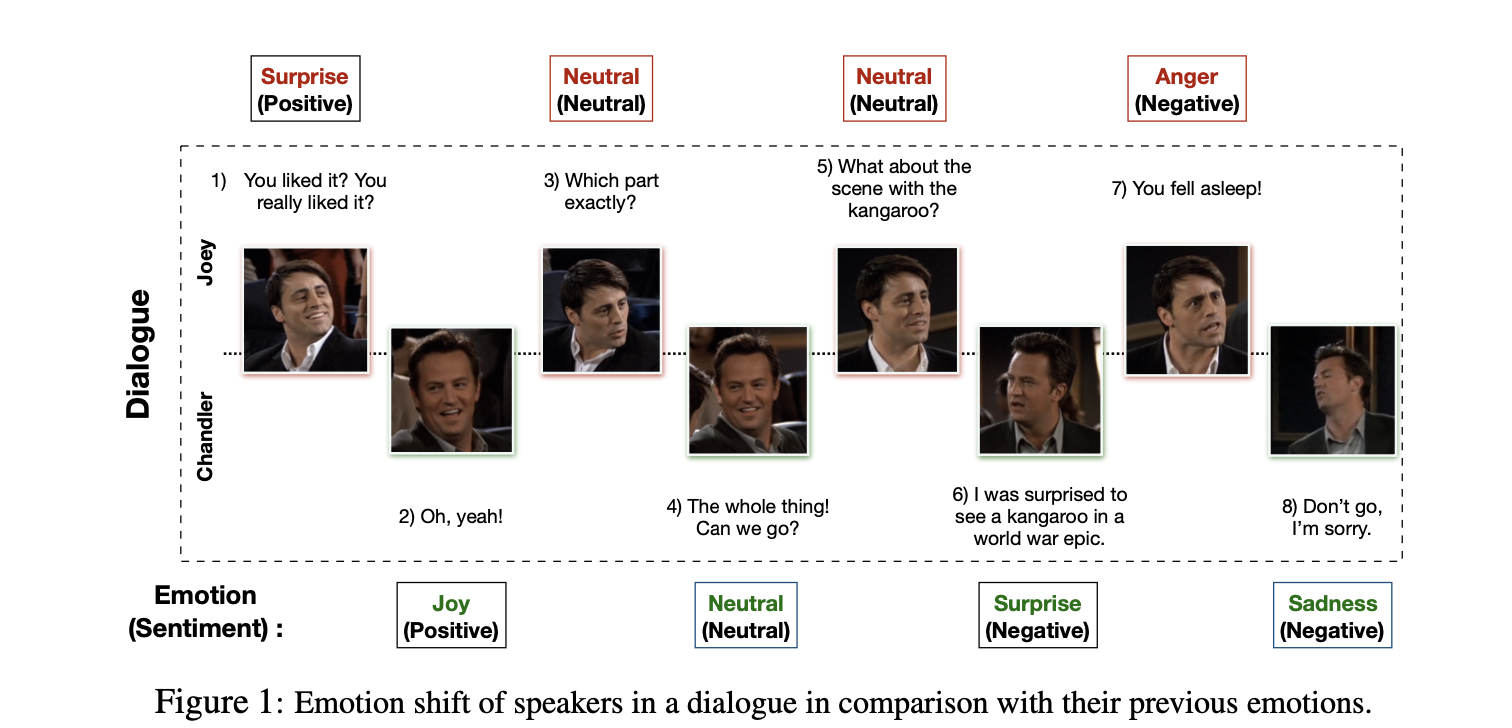 Surprise
(Positive)
Neutral
(Neutral)
Neutral
(Neutral)
Anger
(Negative)
Dialogue
Joey
Chandler
1) You liked it? You
really liked it?
2) Oh, yeah!
3) Which part
exactly?
4) The whole thing!
Can we go?
5) What about the
scene with the
kangaroo?
6) I was surprised to
see a kangaroo in a
world war epic.
7) You fell asleep!
8) Don’t go,
I’m sorry.
Emotion
(Sentiment) :
Joy
(Positive)
Neutral
(Neutral)
Surprise
(Negative)
Sadness
(Negative)
Figure 1: Emotion shift of speakers in a dialogue in comparison with their previous emotions.